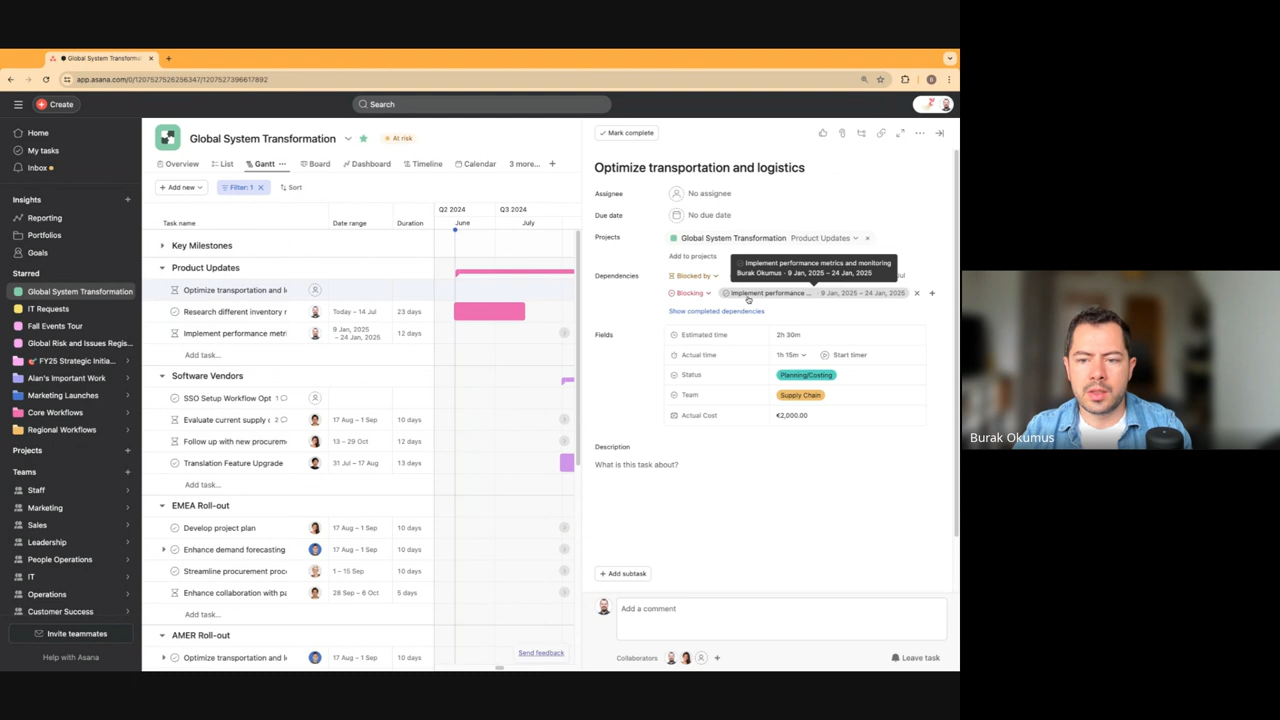 Global System Transforma
app.asana.com/0/1207527526256347/1207527396617892
Create
Search
Home
My tasks
Inbox
Insights
Reporting
Portfolios
Goals
Starred
Global System Transformation
IT Requests
Fall Events Tour
Global Risk and Issues Regis...
FY25 Strategic Initia...
Alan's Important Work
Marketing Launches
Core Workflows
Regional Workflows
Projects
Teams
Staff
Marketing
Sales
Leadership
People Operations
IT
Operations
Customer Success
Invite teammates
Help with Asana
Global System Transformation
At risk
Overview List Gantt Board Dashboard Timeline Calendar 3 more...
Add new Filter: 1 Sort
Q2 2024 Q3 2024
Task name Date range Duration June July
Key Milestones
Product Updates
Optimize transportation and l
Research different inventory r Today – 14 Jul 23 days
Implement performance metri 9 Jan, 2025 – 24 Jan, 2025 12 days
Add task...
Software Vendors
SSO Setup Workflow Opt 1
Evaluate current supply c 2 17 Aug – 1 Sep 10 days
Follow up with new procurem 13 – 29 Oct 12 days
Translation Feature Upgrade 31 Jul – 17 Aug 13 days
Add task...
EMEA Roll-out
Develop project plan 17 Aug – 1 Sep 10 days
Enhance demand forecasting 17 Aug – 1 Sep 10 days
Streamline procurement proc 1 – 15 Sep 10 days
Enhance collaboration with pa 28 Sep – 6 Oct 5 days
Add task...
AMER Roll-out
Optimize transportation and l 17 Aug – 1 Sep 10 days
Send feedback
Mark complete
Optimize transportation and logistics
Assignee No assignee
Due date No due date
Projects Global System Transformation Product Updates
Add to projects
Implement performance metrics and monitoring
Burak Okumus · 9 Jan, 2025 – 24 Jan, 2025
Dependencies Blocked by ul
Blocking Implement performance ... · 9 Jan, 2025 – 24 Jan, 2025
Show completed dependencies
Fields Estimated time 2h 30m
Actual time 1h 15m Start timer
Status Planning/Costing
Team Supply Chain
Actual Cost €2,000.00
Description
What is this task about?
Add subtask
Add a comment
Collaborators
Leave task
Burak Okumus